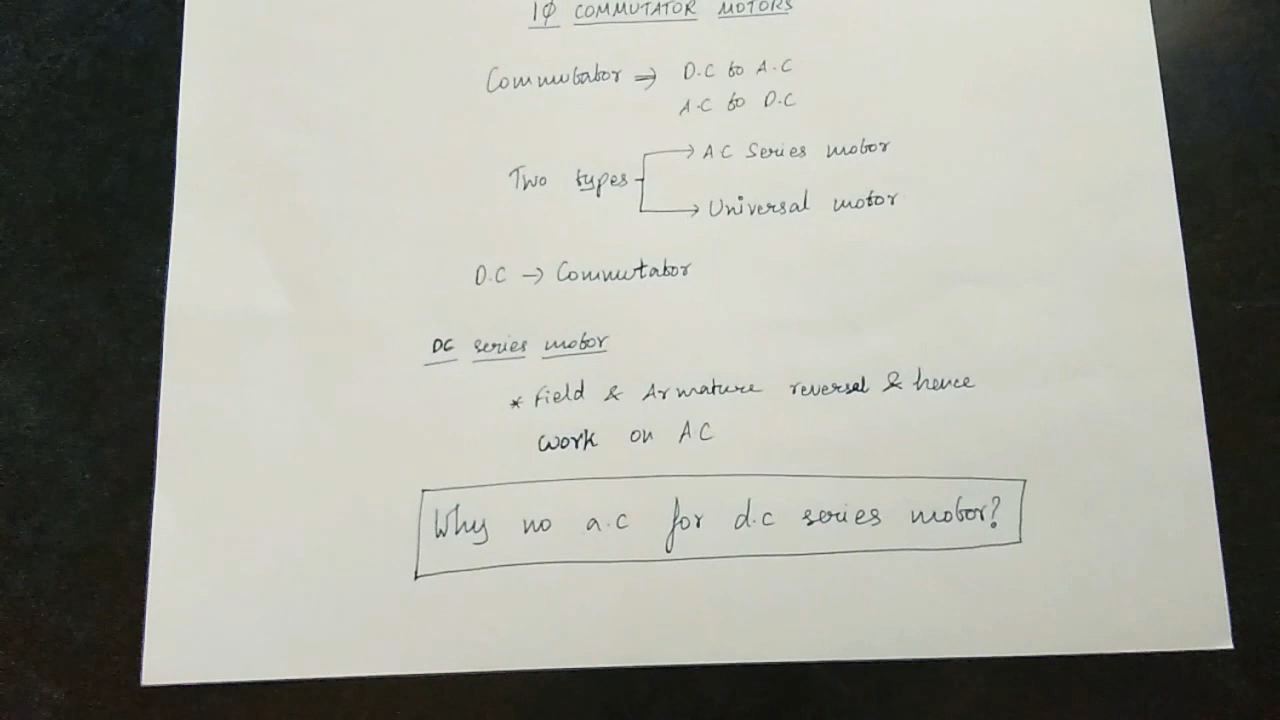 1φ COMMUTATOR MOTORS
Commutator ⇒ D.C to A.C
A.C to D.C
Two types → AC Series motor
→ Universal motor
D.C → Commutator
DC series motor
* Field & Armature reversal & hence
work on AC
Why no a.c for d.c series motor?